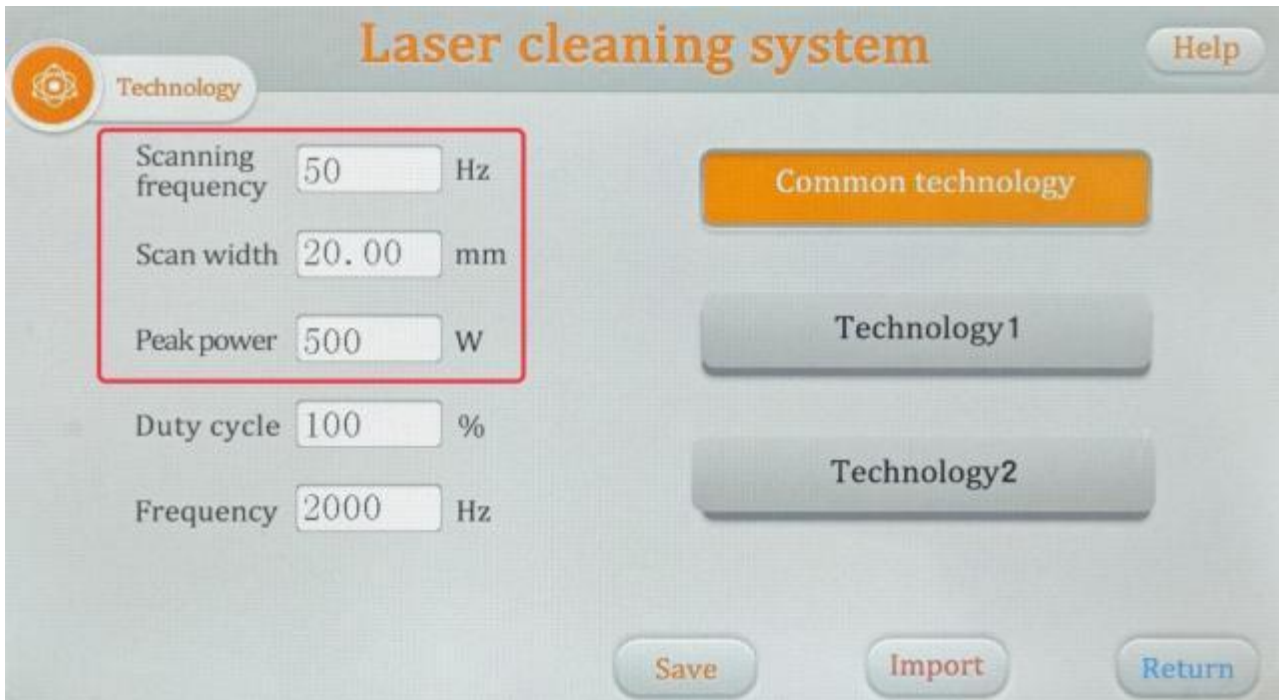 Laser cleaning system
Help
Technology
Scanning
frequency 50 Hz
Scan width 20.00 mm
Peak power 500 W
Duty cycle 100 %
Frequency 2000 Hz
Common technology
Technology1
Technology2
Save
Import
Return